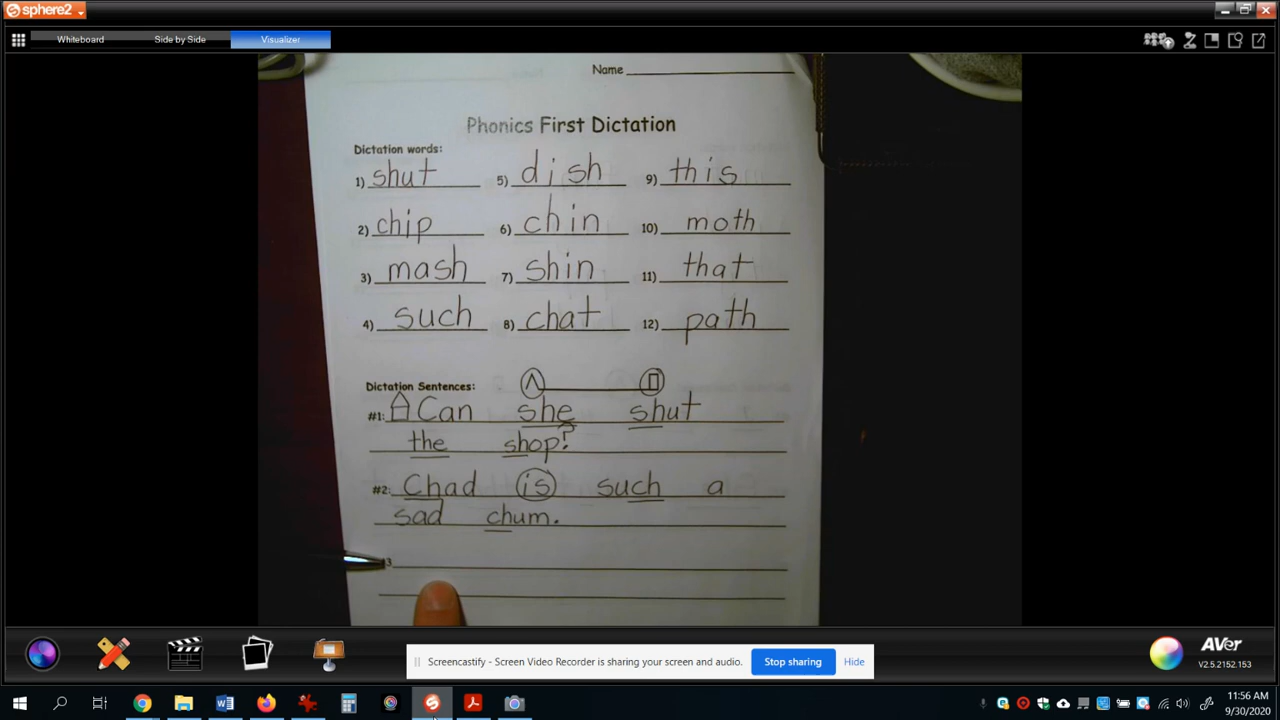 sphere2
Whiteboard Side by Side Visualizer
Name
Phonics First Dictation
Dictation words:
1) shut 5) dish 9) this
2) chip 6) chin 10) moth
3) mash 7) shin 11) that
4) such 8) chat 12) path
Dictation Sentences:
#1: Can she shut
the shop?
#2: Chad is such a
sad chum.
3
AVer
V2.5.2152.153
Screencastify - Screen Video Recorder is sharing your screen and audio. Stop sharing Hide
11:56 AM
9/30/2020